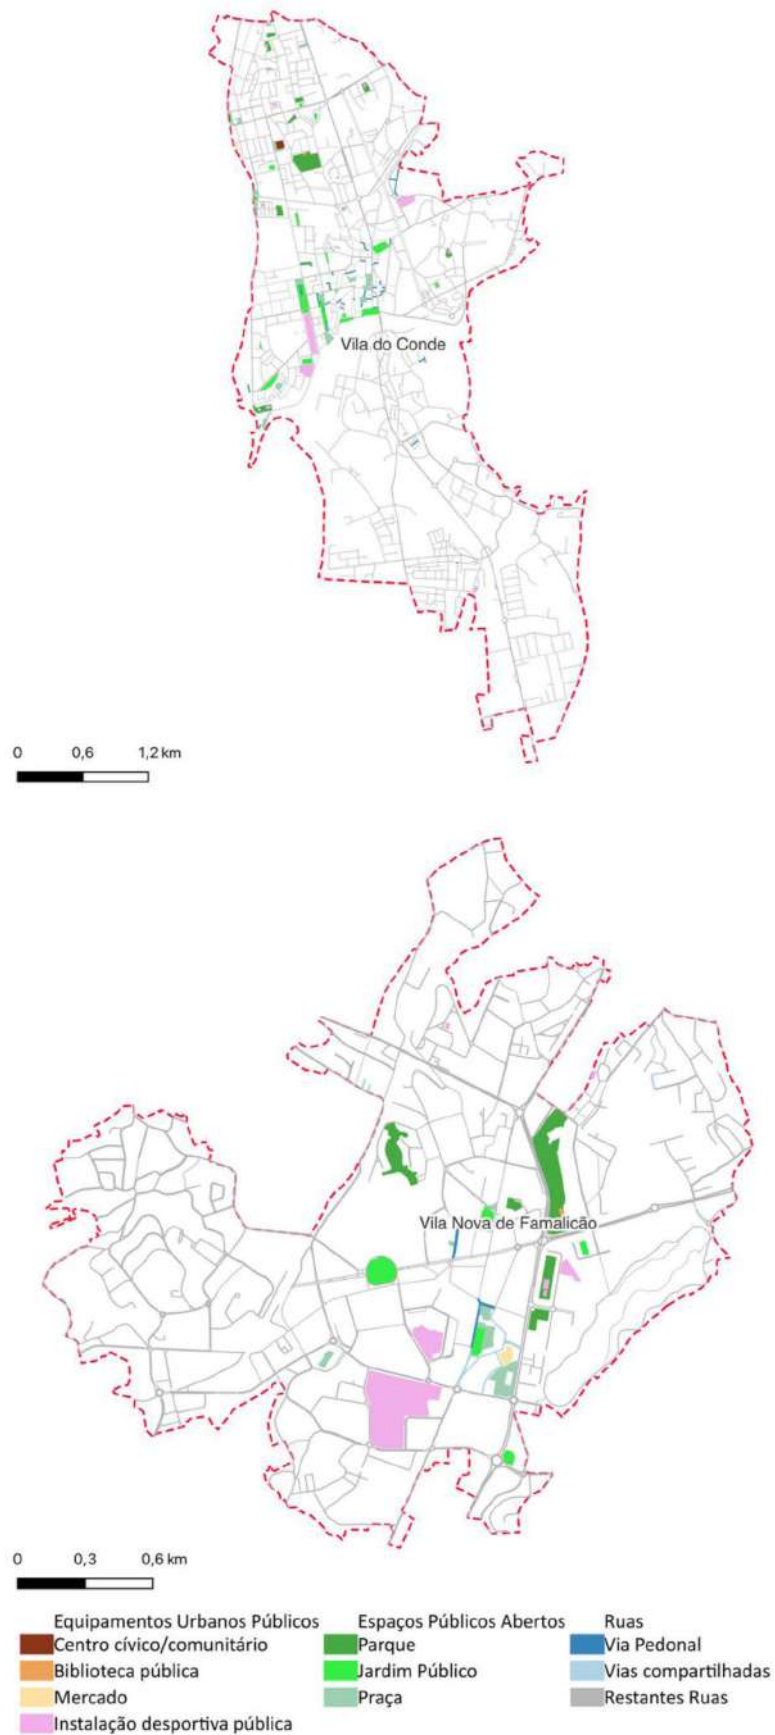 Vila do Conde
0 0,6 1,2 km
Vila Nova de Famalicão
0 0,3 0,6 km
Equipamentos Urbanos Públicos Espaços Públicos Abertos Ruas
Centro cívico/comunitário Parque Via Pedonal
Biblioteca pública Jardim Público Vias compartilhadas
Mercado Praça Restantes Ruas
Instalação desportiva pública